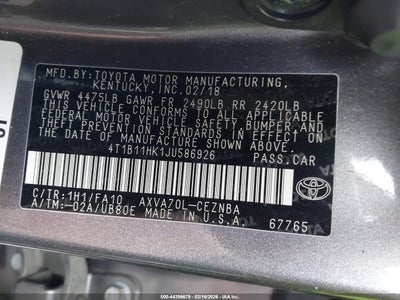 MFD.BY:TOYOTA MOTOR MANUFACTURING,
KENTUCKY, INC. 02/18
GVWR 4475LB GAWR FR 2490LB RR 2420LB
THIS VEHICLE CONFORMS TO ALL APPLICABLE
FEDERAL MOTOR VEHICLE SAFETY, BUMPER, AND
THEFT PREVENTION STANDARDS IN EFFECT ON
THE DATE OF MANUFACTURE SHOWN ABOVE.
4T1B11HK1JU586926 PASS.CAR
C/TR:1H1/FA10 AXVA70L-CEZNBA
A/TM:-02A/UB80E MADE IN U.S.A.
TOYOTA
67765
000-44398679 - 02/16/2026 - IAAI